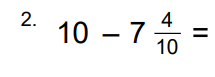 2. 10 – 7 4/10 =